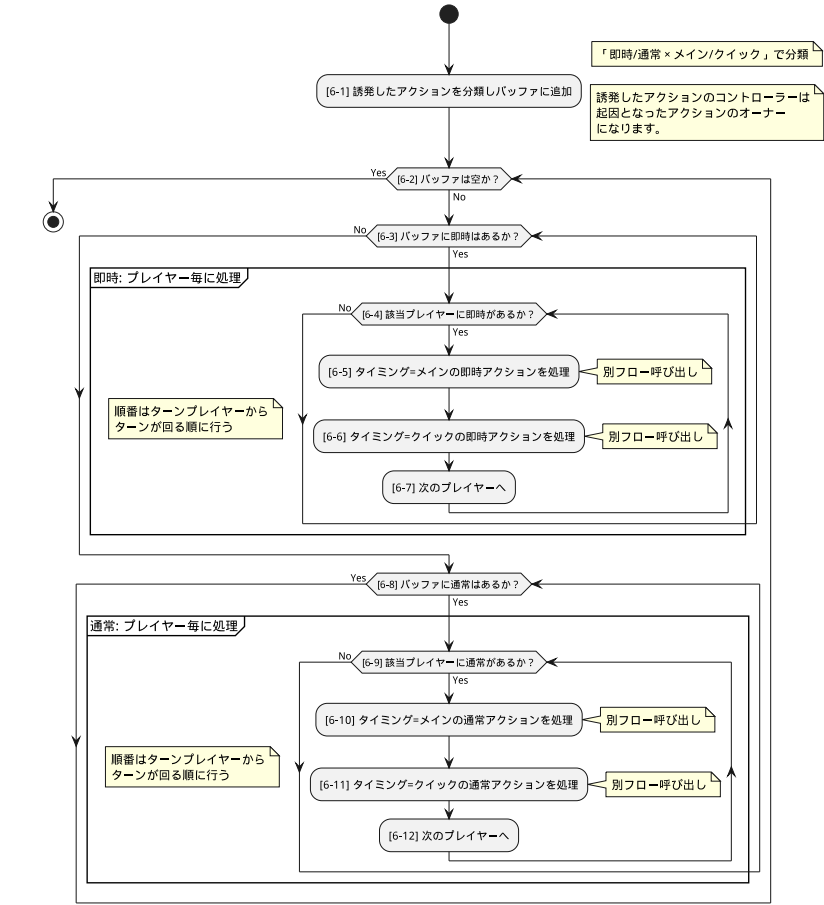 「即時/通常 × メイン/クイック」で分類
[6-1] 誘発したアクションを分類しバッファに追加
誘発したアクションのコントローラーは
起因となったアクションのオーナー
になります。
Yes
[6-2] バッファは空か？
No
No
[6-3] バッファに即時はあるか？
Yes
即時: プレイヤー毎に処理
No
[6-4] 該当プレイヤーに即時があるか？
Yes
[6-5] タイミング=メインの即時アクションを処理
別フロー呼び出し
順番はターンプレイヤーから
ターンが回る順に行う
[6-6] タイミング=クイックの即時アクションを処理
別フロー呼び出し
[6-7] 次のプレイヤーへ
Yes
[6-8] バッファに通常はあるか？
Yes
通常: プレイヤー毎に処理
No
[6-9] 該当プレイヤーに通常があるか？
Yes
[6-10] タイミング=メインの通常アクションを処理
別フロー呼び出し
順番はターンプレイヤーから
ターンが回る順に行う
[6-11] タイミング=クイックの通常アクションを処理
別フロー呼び出し
[6-12] 次のプレイヤーへ